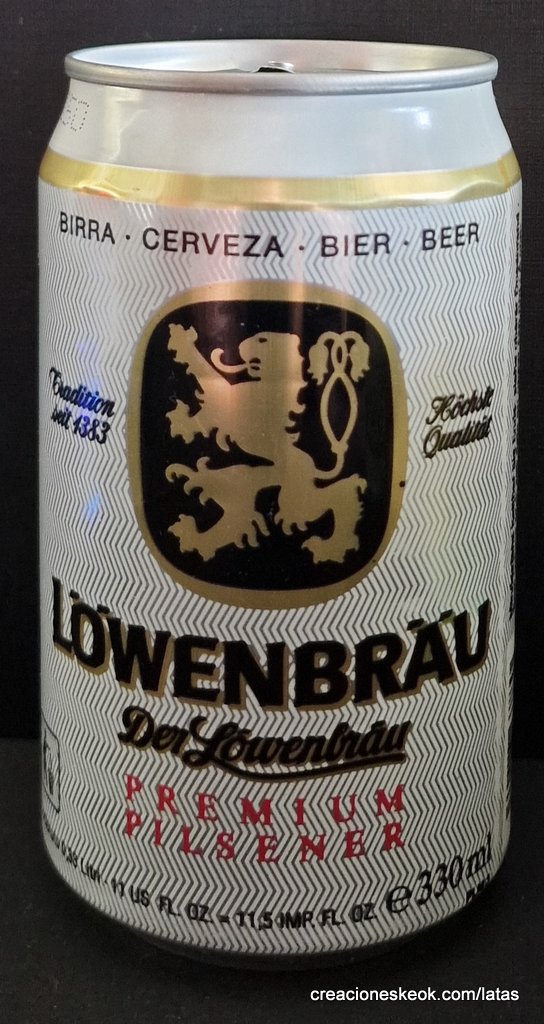 BIRRA · CERVEZA · BIER · BEER
Tradition
seit 1383
Höchste
Qualität
LÖWENBRÄU
Der Löwenbräu
PREMIUM
PILSENER
11 US FL. OZ. = 11,5 IMP. FL. OZ. e 330 ml
creacioneskeok.com/latas